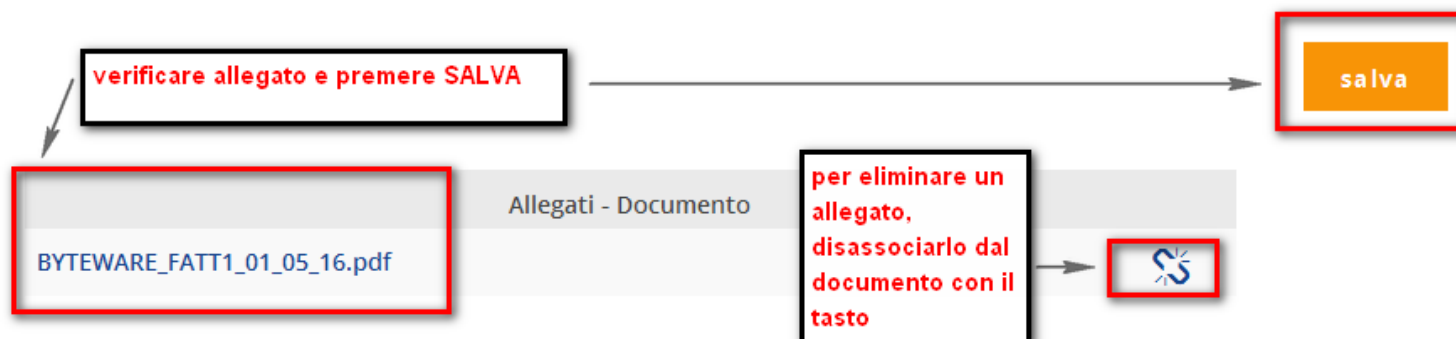 verificare allegato e premere SALVA
salva
Allegati - Documento
BYTEWARE_FATT1_01_05_16.pdf
per eliminare un
allegato,
disassociarlo dal
documento con il
tasto